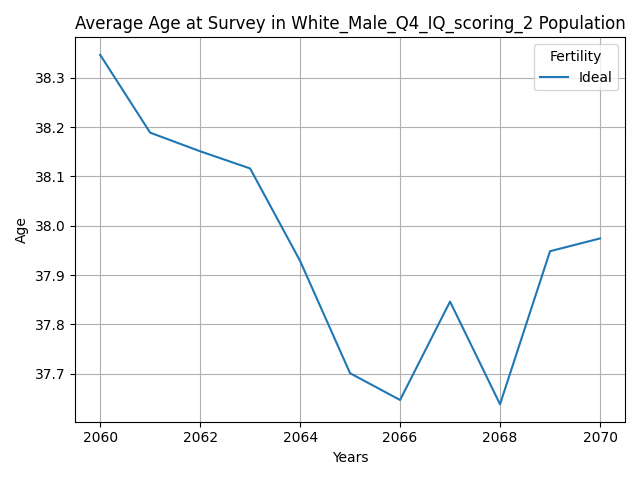 Average Age at Survey in White_Male_Q4_IQ_scoring_2 Population
Fertility
Ideal
38.3
38.2
38.1
38.0
37.9
37.8
37.7
Age
2060
2062
2064
2066
2068
2070
Years